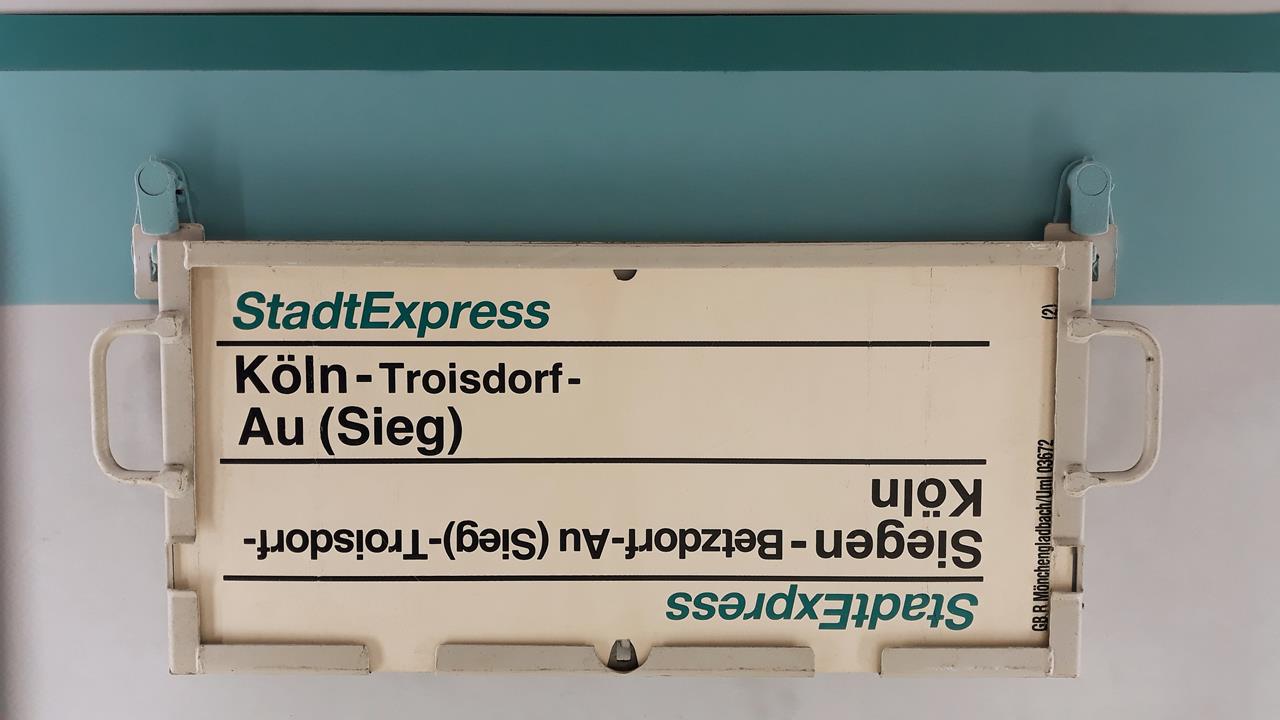 StadtExpress
Köln - Troisdorf -
Au (Sieg)
StadtExpress
Siegen - Betzdorf-Au (Sieg)-Troisdorf-
Köln
GB R Mönchengladbach/Uml 03672
(2)